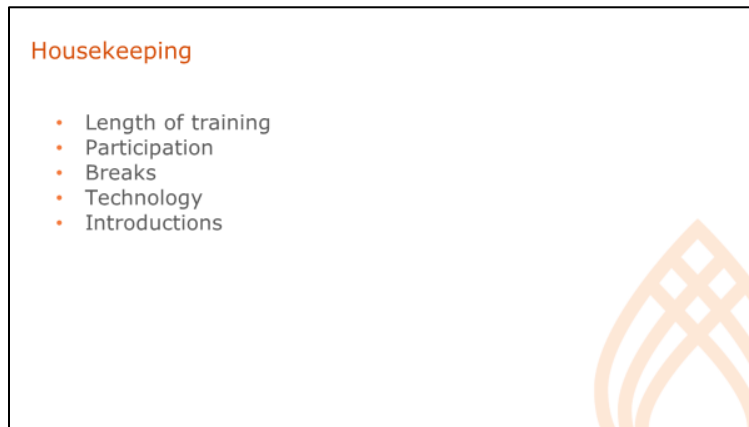 Housekeeping
• Length of training
• Participation
• Breaks
• Technology
• Introductions